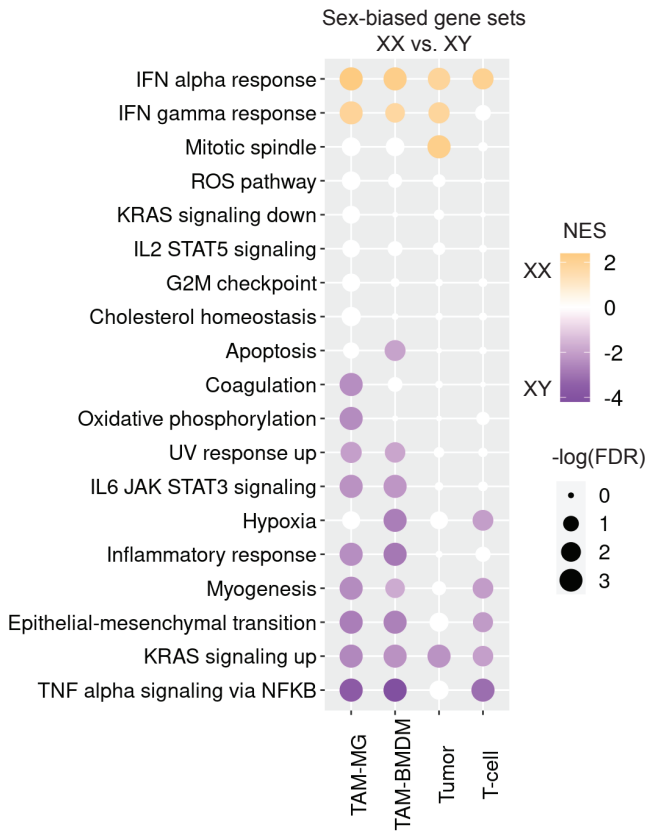 Sex-biased gene sets
XX vs. XY
IFN alpha response
IFN gamma response
Mitotic spindle
ROS pathway
KRAS signaling down
IL2 STAT5 signaling
G2M checkpoint
Cholesterol homeostasis
Apoptosis
Coagulation
Oxidative phosphorylation
UV response up
IL6 JAK STAT3 signaling
Hypoxia
Inflammatory response
Myogenesis
Epithelial-mesenchymal transition
KRAS signaling up
TNF alpha signaling via NFKB
TAM-MG
TAM-BMDM
Tumor
T-cell
NES
XX
XY
2
0
-2
-4
-log(FDR)
0
1
2
3